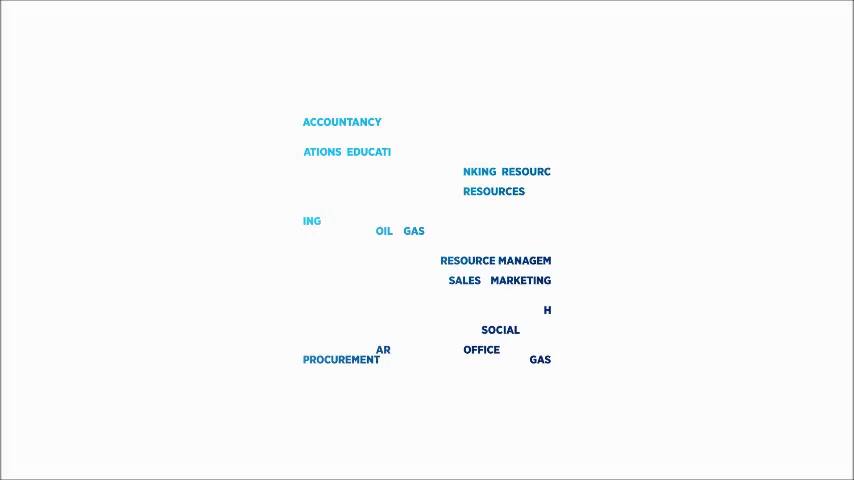 ACCOUNTANCY
ATIONS EDUCATI
NKING RESOURC
RESOURCES
ING
OIL GAS
RESOURCE MANAGEM
SALES MARKETING
H
SOCIAL
AR OFFICE
PROCUREMENT GAS